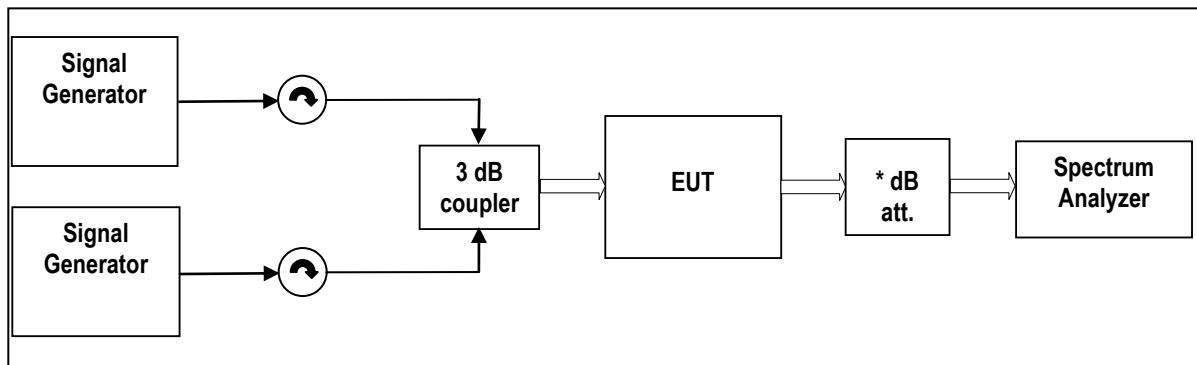 Signal
Generator
3 dB
coupler
EUT
* dB
att.
Spectrum
Analyzer
Signal
Generator